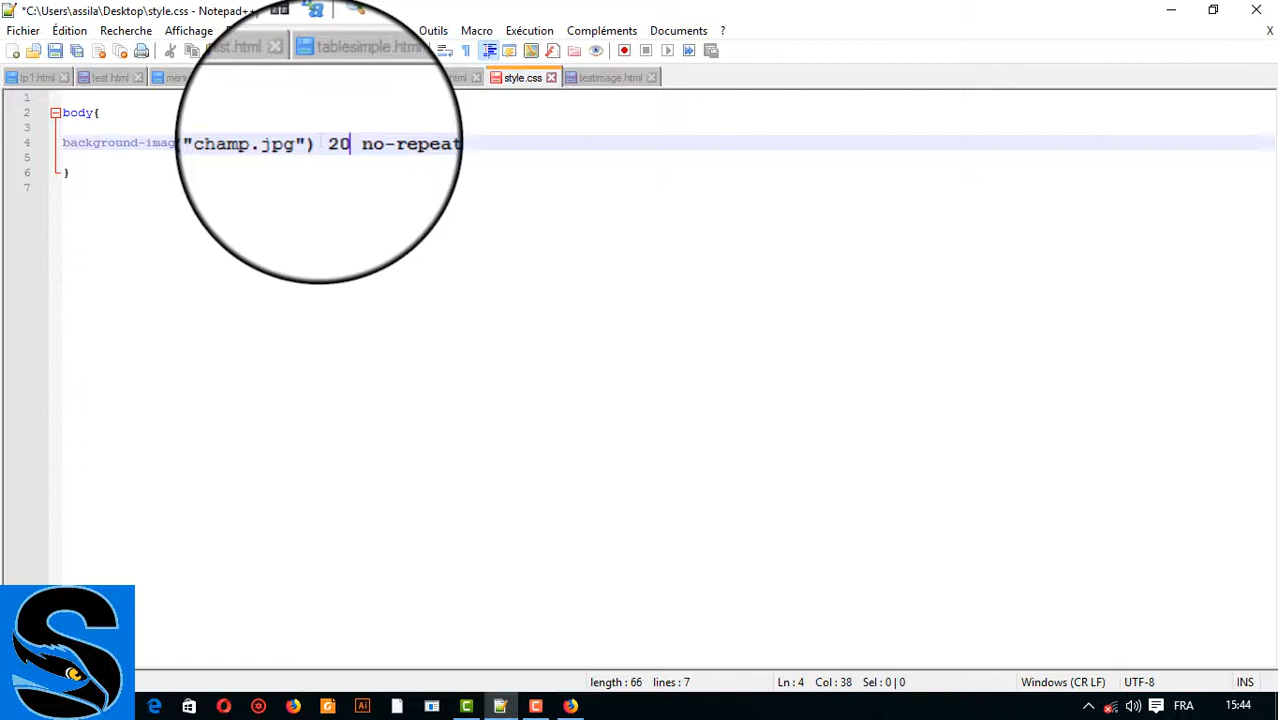 *C:\Users\assila\Desktop\style.css - Notepad+
Fichier Édition Recherche Affichage Outils Macro Exécution Compléments Documents ? X
tp1.html test.html menu ist.html tablesimple.htm html style.css testimage.html
1
2 body{
3
4 background-imag ("champ.jpg") 20 no-repeat
5
6 }
7
length : 66 lines : 7 Ln : 4 Col : 38 Sel : 0 | 0 Windows (CR LF) UTF-8 INS
FRA 15:44